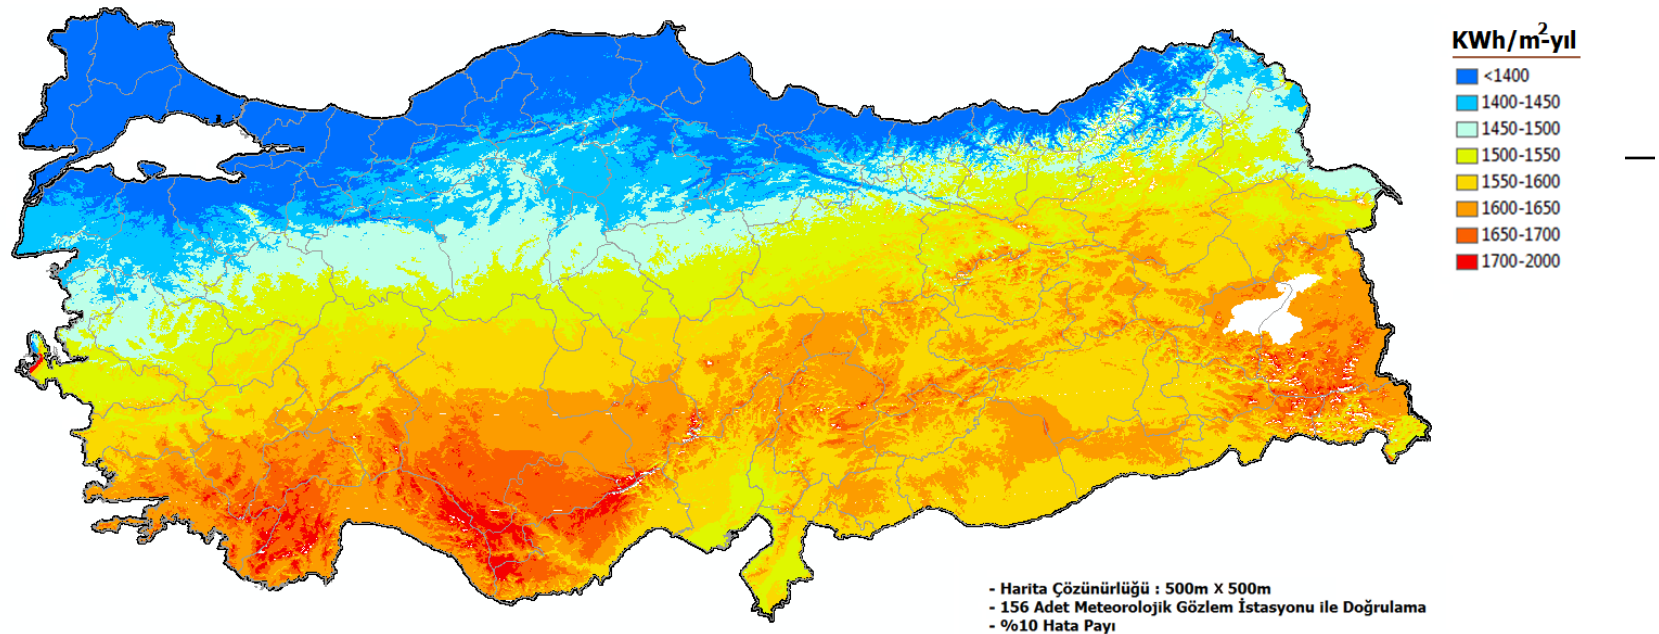 KWh/m²-yıl
<1400
1400-1450
1450-1500
1500-1550
1550-1600
1600-1650
1650-1700
1700-2000
- Harita Çözünürlüğü : 500m X 500m
- 156 Adet Meteorolojik Gözlem İstasyonu ile Doğrulama
- %10 Hata Payı